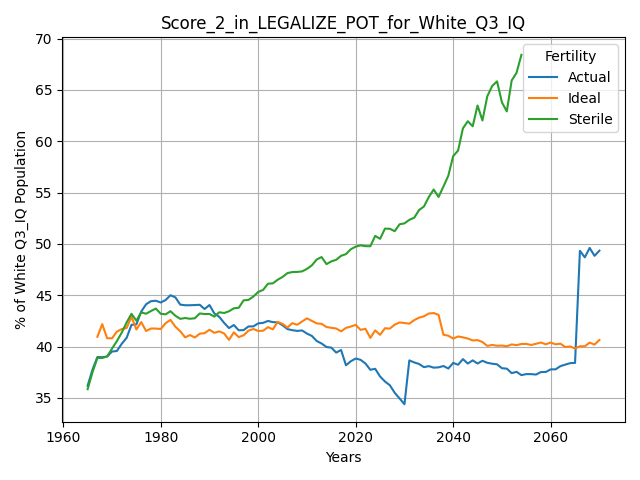 Score_2_in_LEGALIZE_POT_for_White_Q3_IQ
% of White Q3_IQ Population
70
65
60
55
50
45
40
35
Fertility
Actual
Ideal
Sterile
1960
1980
2000
2020
2040
2060
Years